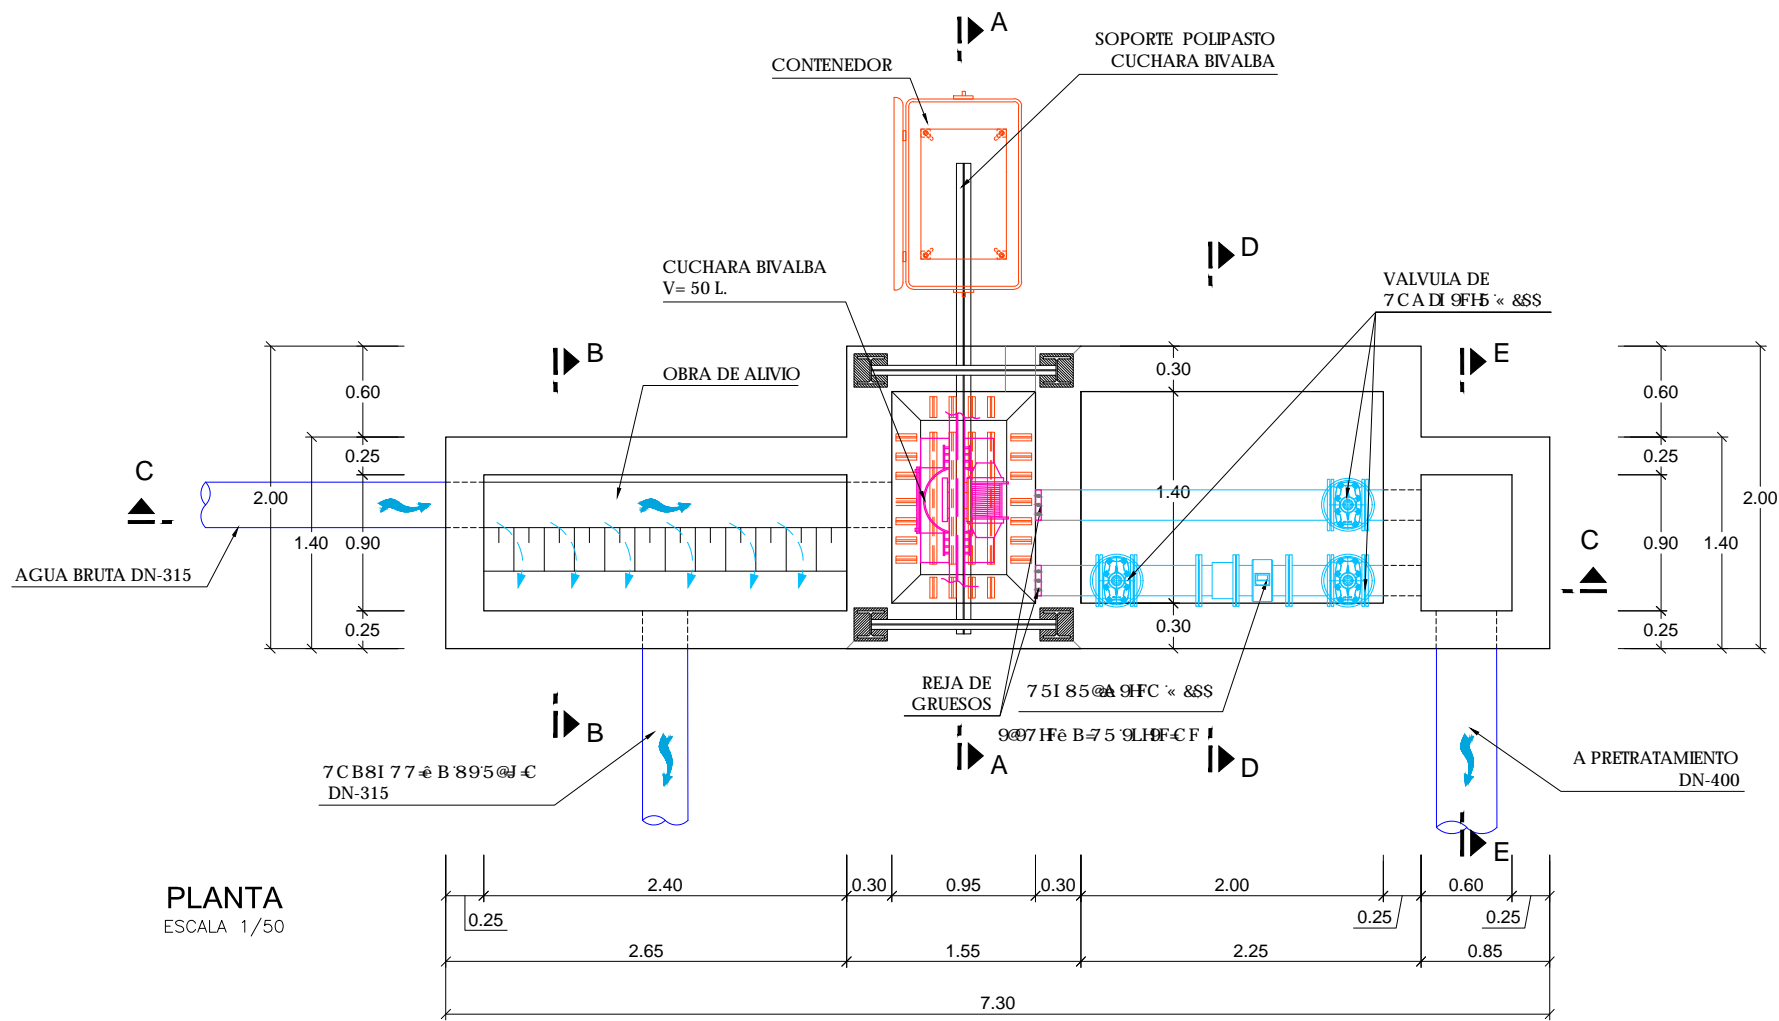 A
SOPORTE POLIPASTO
CUCHARA BIVALBA
CONTENEDOR
CUCHARA BIVALBA
V= 50 L.
D
VALVULA DE
B
OBRA DE ALIVIO
E
0.60
0.25
2.00
1.40
0.90
0.25
0.30
1.40
0.30
0.60
0.25
2.00
0.90
1.40
0.25
C
C
AGUA BRUTA DN-315
REJA DE
GRUESOS
B
A
D
DN-315
A PRETRATAMIENTO
DN-400
E
PLANTA
ESCALA 1/50
2.40
0.30
0.95
0.30
2.00
0.60
0.25
0.25
0.25
2.65
1.55
2.25
0.85
7.30